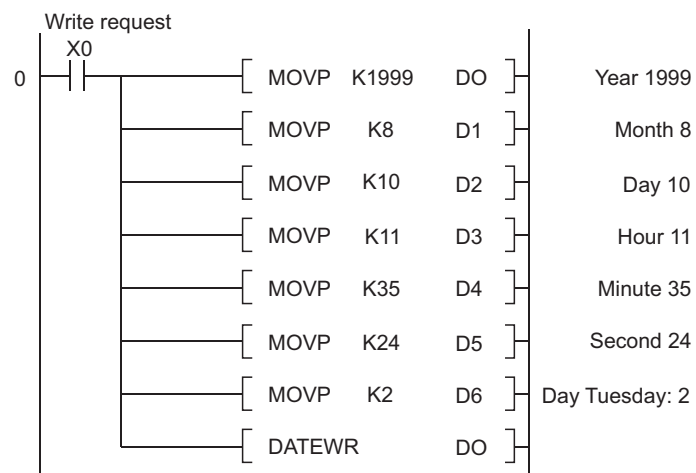 Write request
X0
0 MOVP K1999 DO Year 1999
MOVP K8 D1 Month 8
MOVP K10 D2 Day 10
MOVP K11 D3 Hour 11
MOVP K35 D4 Minute 35
MOVP K24 D5 Second 24
MOVP K2 D6 Day Tuesday: 2
DATEWR DO